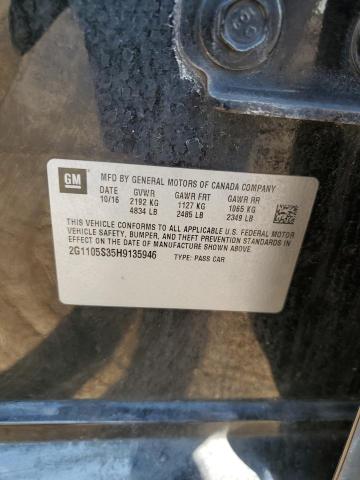 GM
MFD BY GENERAL MOTORS OF CANADA COMPANY
DATE GVWR GAWR FRT GAWR RR
10/16 2192 KG 1127 KG 1065 KG
4834 LB 2485 LB 2349 LB
THIS VEHICLE CONFORMS TO ALL APPLICABLE U.S. FEDERAL MOTOR
VEHICLE SAFETY, BUMPER, AND THEFT PREVENTION STANDARDS
IN EFFECT ON THE DATE OF MANUFACTURE SHOWN ABOVE.
2G1105S35H9135946 TYPE: PASS CAR